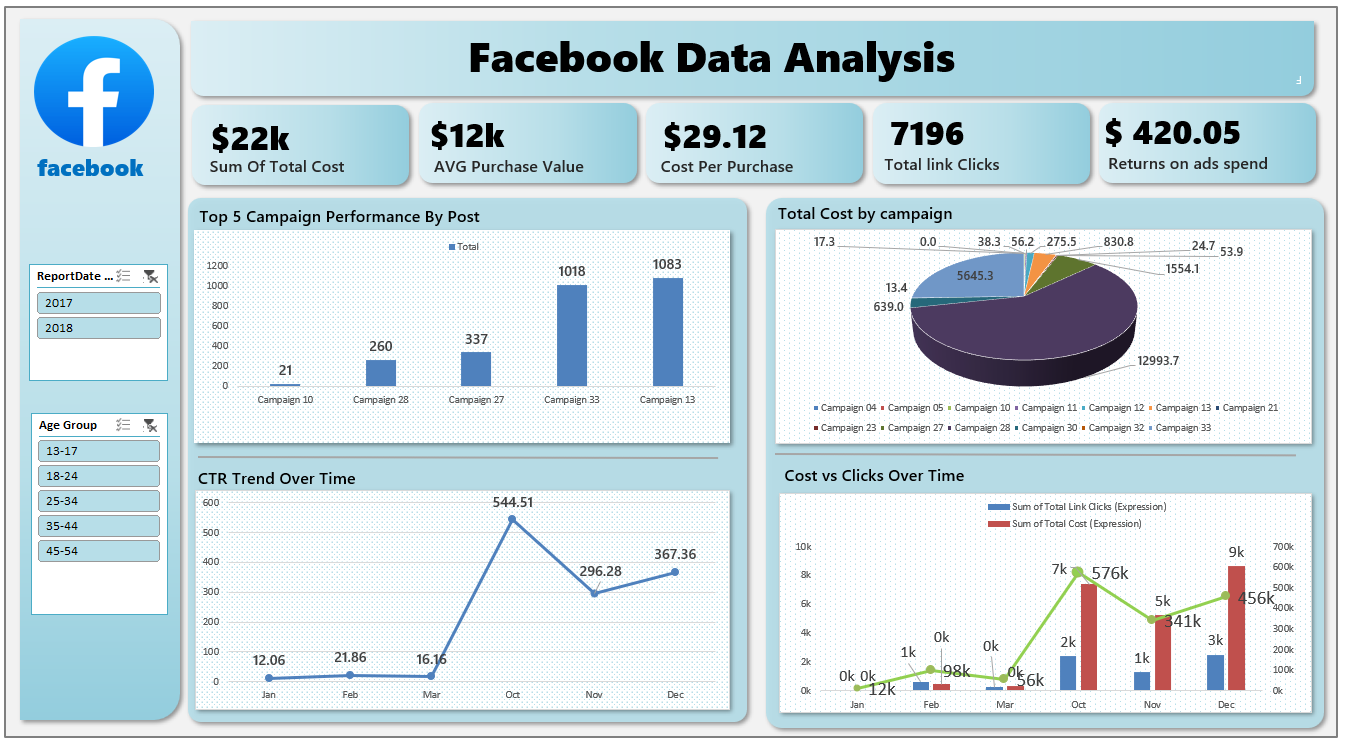 facebook
Facebook Data Analysis
$22k
Sum Of Total Cost
$12k
AVG Purchase Value
$29.12
Cost Per Purchase
7196
Total link Clicks
$ 420.05
Returns on ads spend
ReportDate ...
2017
2018
Age Group
13-17
18-24
25-34
35-44
45-54
Top 5 Campaign Performance By Post
Total
1200
1000
800
600
400
200
0
21
260
337
1018
1083
Campaign 10
Campaign 28
Campaign 27
Campaign 33
Campaign 13
Total Cost by campaign
17.3
0.0
38.3
56.2
275.5
830.8
24.7
53.9
1554.1
5645.3
13.4
639.0
12993.7
Campaign 04 Campaign 05 Campaign 10 Campaign 11 Campaign 12 Campaign 13 Campaign 21
Campaign 23 Campaign 27 Campaign 28 Campaign 30 Campaign 32 Campaign 33
CTR Trend Over Time
600
500
400
300
200
100
0
12.06
21.86
16.16
544.51
296.28
367.36
Jan
Feb
Mar
Oct
Nov
Dec
Cost vs Clicks Over Time
Sum of Total Link Clicks (Expression)
Sum of Total Cost (Expression)
10k
8k
6k
4k
2k
0k
700k
600k
500k
400k
300k
200k
100k
0k
0k
0k
12k
1k
0k
98k
0k
0k
56k
2k
7k
576k
1k
5k
341k
3k
9k
456k
Jan
Feb
Mar
Oct
Nov
Dec